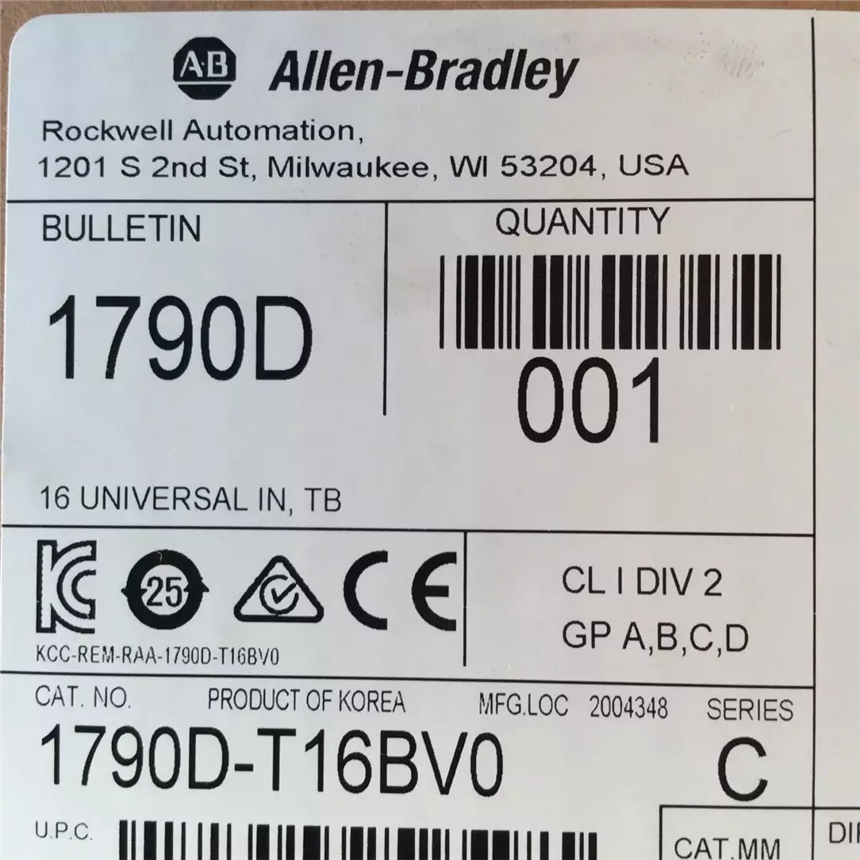 A·B Allen-Bradley
Rockwell Automation,
1201 S 2nd St, Milwaukee, WI 53204, USA
BULLETIN
1790D
QUANTITY
001
16 UNIVERSAL IN, TB
25
CE
KCC-REM-RAA-1790D-T16BV0
CL I DIV 2
GP A,B,C,D
CAT. NO. PRODUCT OF KOREA MFG.LOC 2004348 SERIES
1790D-T16BV0 C
U.P.C.
CAT.MM